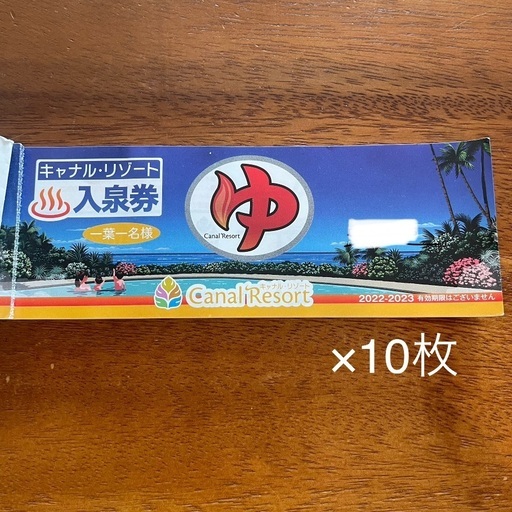 キャナル・リゾート
入泉券
一葉一名様
ゆ
Canal Resort
キャナル・リゾート
Canal Resort
2022-2023 有効期限はございません
×10枚